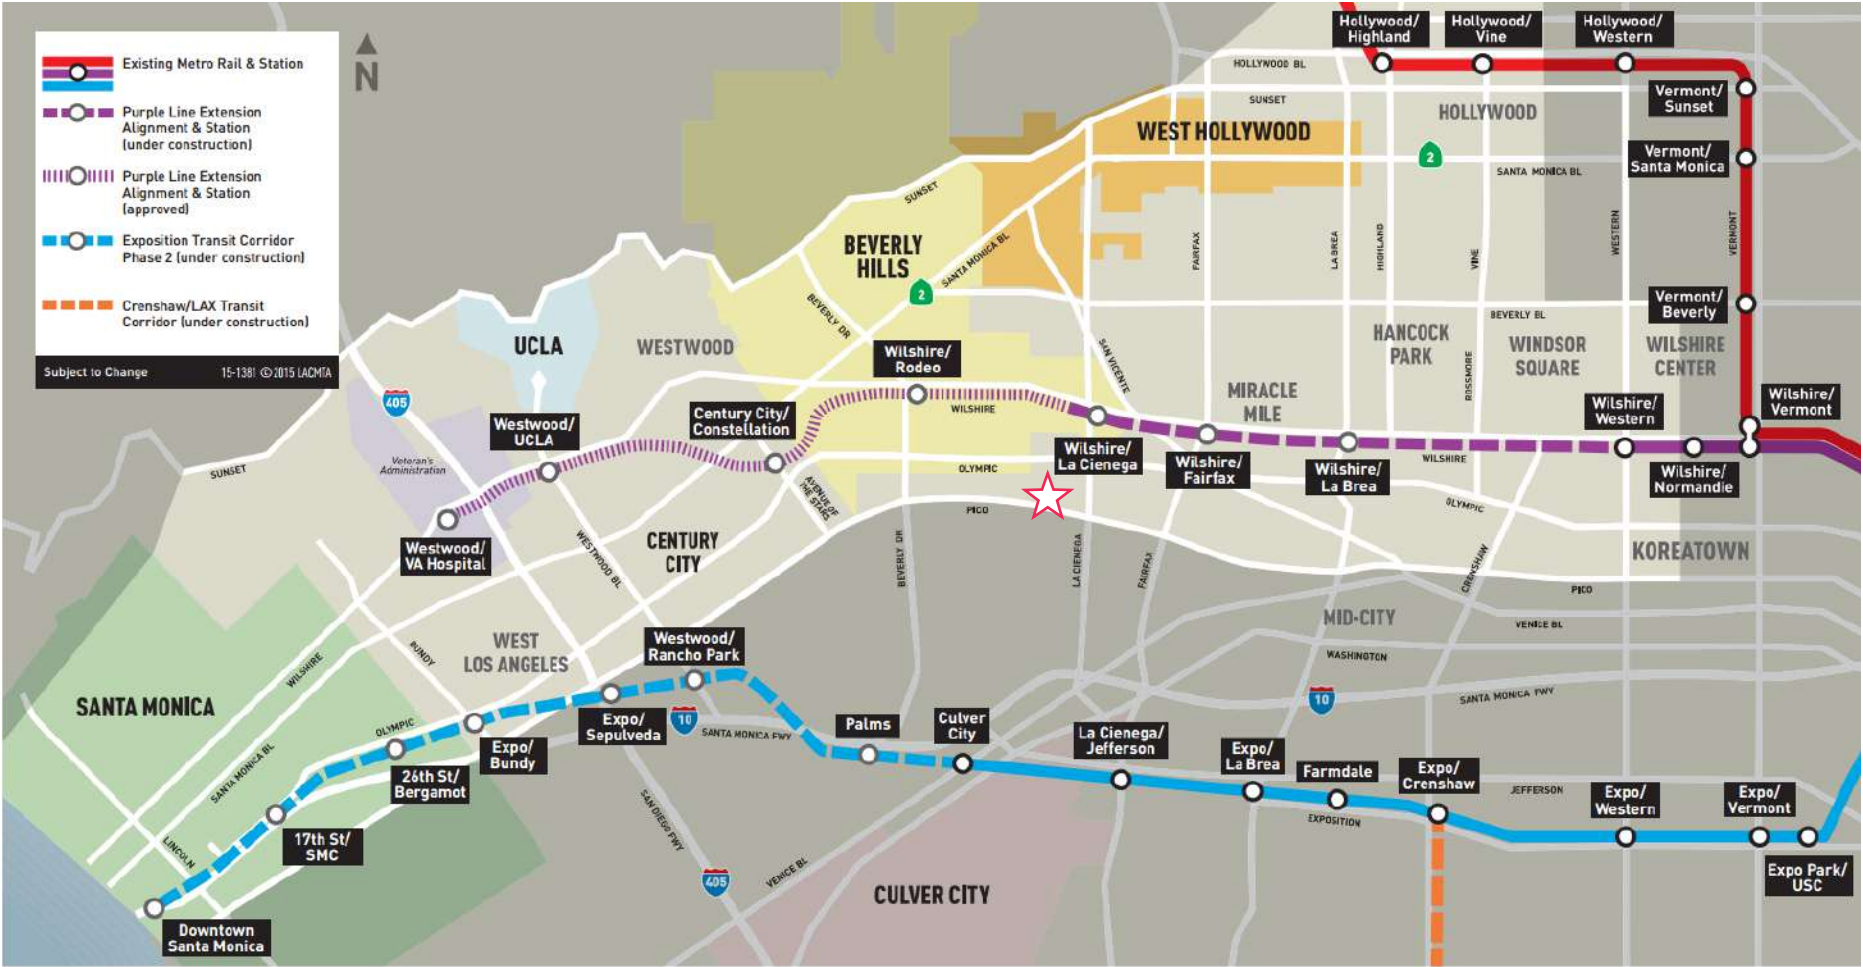 Existing Metro Rail & Station
Purple Line Extension
Alignment & Station
(under construction)
Purple Line Extension
Alignment & Station
(approved)
Exposition Transit Corridor
Phase 2 (under construction)
Crenshaw/LAX Transit
Corridor (under construction)
Subject to Change
15-1381 ©2015 LACMTA
N
Hollywood/
Highland
Hollywood/
Vine
Hollywood/
Western
HOLLYWOOD BL
SUNSET
Vermont/
Sunset
HOLLYWOOD
WEST HOLLYWOOD
2
Vermont/
Santa Monica
SANTA MONICA BL
SUNSET
BEVERLY
HILLS
SANTA MONICA BL
2
FAIRFAX
LA BREA
HIGHLAND
VINE
WESTERN
VERMONT
BEVERLY DR
Vermont/
Beverly
BEVERLY BL
UCLA
WESTWOOD
Wilshire/
Rodeo
SAN VICENTE
HANCOCK
PARK
WINDSOR
SQUARE
WILSHIRE
CENTER
ROSSMORE
MIRACLE
MILE
405
Westwood/
UCLA
Century City/
Constellation
WILSHIRE
Wilshire/
Western
Wilshire/
Vermont
Veteran's
Administration
SUNSET
OLYMPIC
Wilshire/
La Cienega
Wilshire/
Fairfax
Wilshire/
La Brea
WILSHIRE
Wilshire/
Normandie
AVENUE OF
THE STARS
PICO
OLYMPIC
Westwood/
VA Hospital
WESTWOOD BL
CENTURY
CITY
BEVERLY DR
LA CIENEGA
FAIRFAX
CRENSHAW
KOREATOWN
PICO
MID-CITY
VENICE BL
WASHINGTON
SANTA MONICA FWY
10
BUNDY
WEST
LOS ANGELES
Westwood/
Rancho Park
WILSHIRE
SANTA MONICA
OLYMPIC
SANTA MONICA BL
LINCOLN
Expo/
Sepulveda
10
SANTA MONICA FWY
Palms
Culver
City
La Cienega/
Jefferson
Expo/
La Brea
Farmdale
Expo/
Crenshaw
JEFFERSON
EXPOSITION
Expo/
Western
Expo/
Vermont
Expo/
Bundy
26th St/
Bergamot
17th St/
SMC
SAN DIEGO FWY
405
VENICE BL
CULVER CITY
Expo Park/
USC
Downtown
Santa Monica